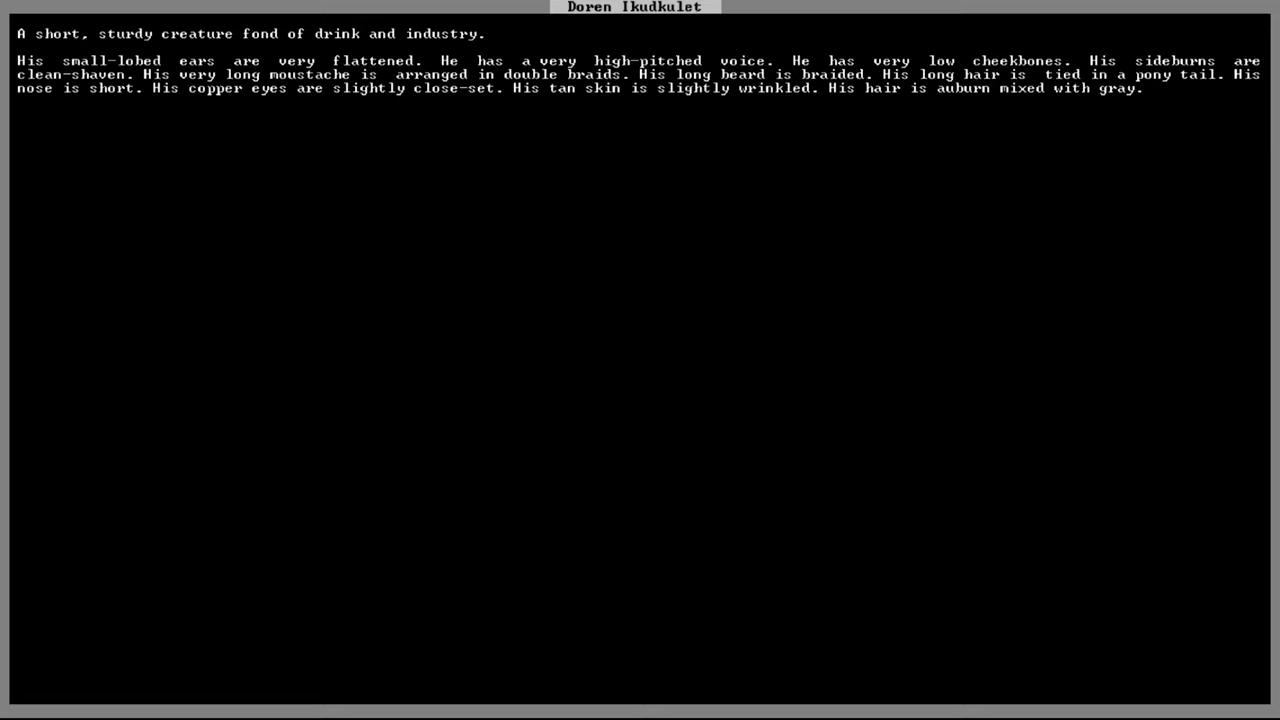 Doren Ikudkulet
A short, sturdy creature fond of drink and industry.
His small-lobed ears are very flattened. He has a very high-pitched voice. He has very low cheekbones. His sideburns are
clean-shaven. His very long moustache is arranged in double braids. His long beard is braided. His long hair is tied in a pony tail. His
nose is short. His copper eyes are slightly close-set. His tan skin is slightly wrinkled. His hair is auburn mixed with gray.